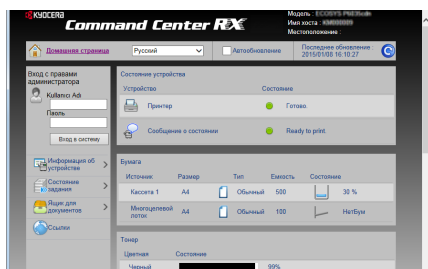 KYOCERA
Command Center RX
Модель : ECOSYS
Имя хоста : KM000009
Местоположение :
Домашняя страница
Русский
Автообновление
Последнее обновление :
2015/01/08 16:10:27
Вход с правами
администратора
Kullanıcı Adı
Пароль
Вход в систему
Информация об
устройстве
Состояние
задания
Ящик для
документов
Ссылки
Состояние устройства
Устройство Состояние
Принтер Готово.
Сообщение о состоянии Ready to print.
Бумага
Источник Размер Тип Емкость Состояние
Кассета 1 A4 Обычный 500 30 %
Многоцелевой
лоток A4 Обычный 100 НетБум
Тонер
Цветная Состояние
Черный 99%